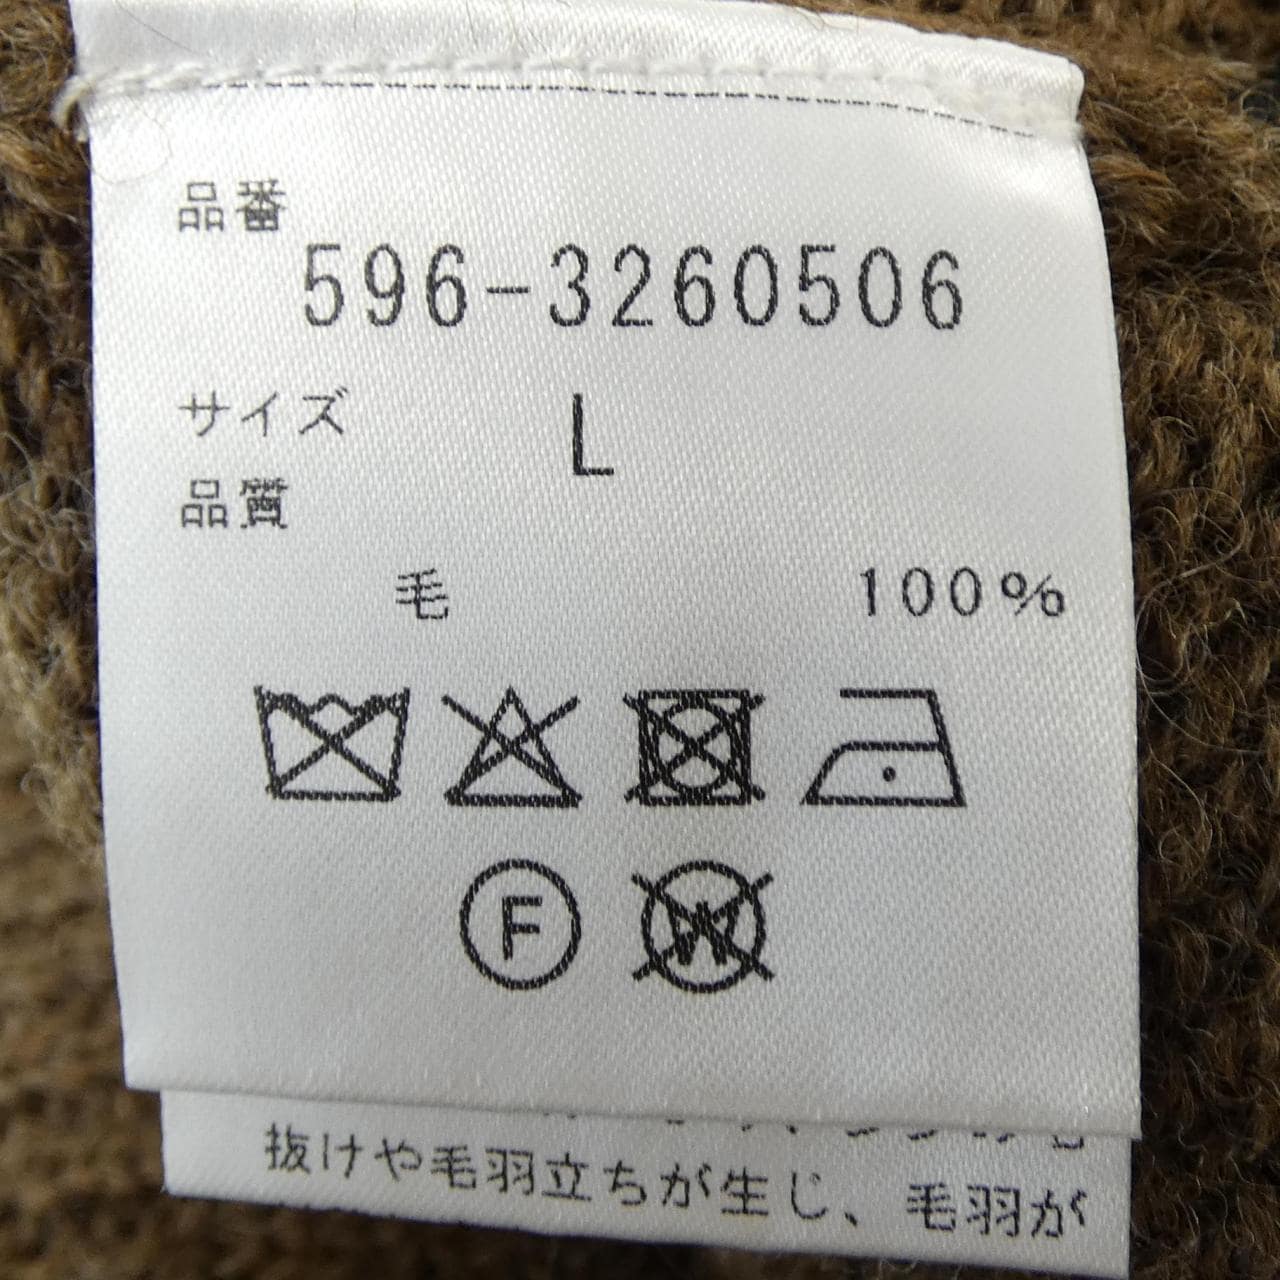 品番
596-3260506
サイズ L
品質
毛 100%
F
W
抜けや毛羽立ちが生じ、毛羽が